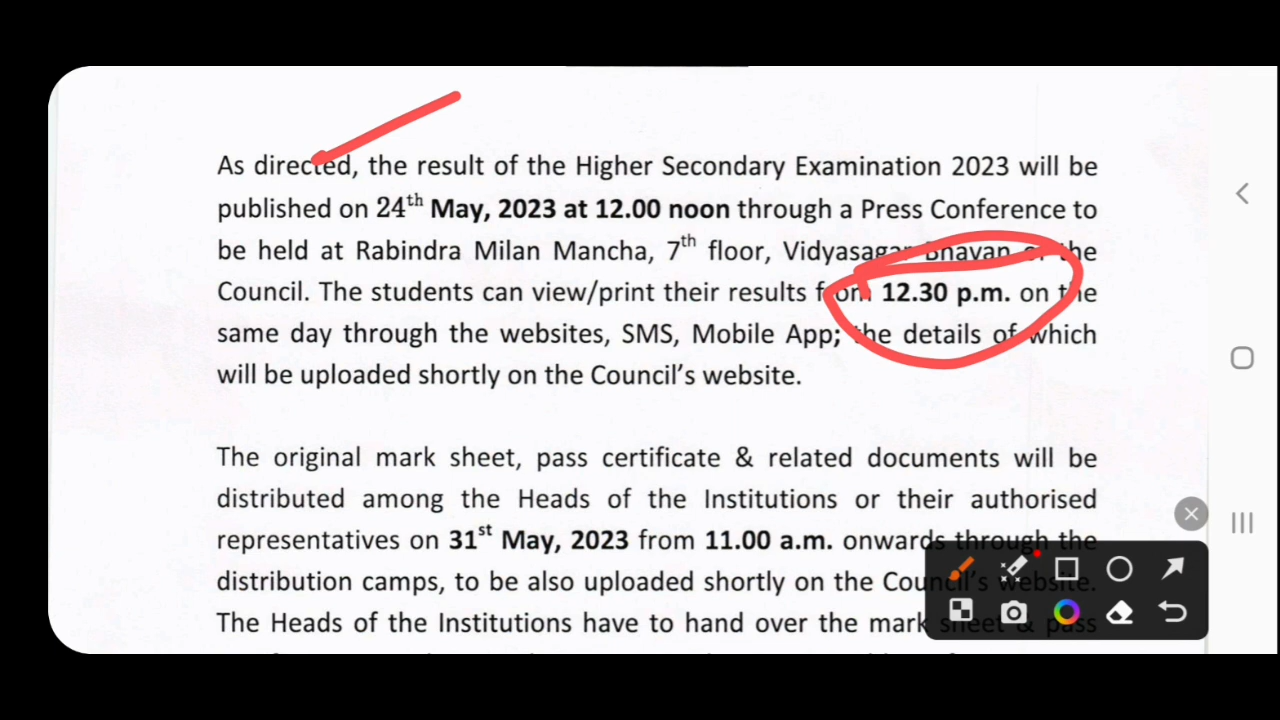 As directed, the result of the Higher Secondary Examination 2023 will be
published on 24th May, 2023 at 12.00 noon through a Press Conference to
be held at Rabindra Milan Mancha, 7th floor, Vidyasagar Bhavan of the
Council. The students can view/print their results from 12.30 p.m. on the
same day through the websites, SMS, Mobile App; the details of which
will be uploaded shortly on the Council's website.
The original mark sheet, pass certificate & related documents will be
distributed among the Heads of the Institutions or their authorised
representatives on 31st May, 2023 from 11.00 a.m. onwards through the
distribution camps, to be also uploaded shortly on the Council's website.
The Heads of the Institutions have to hand over the mark sheet & pass